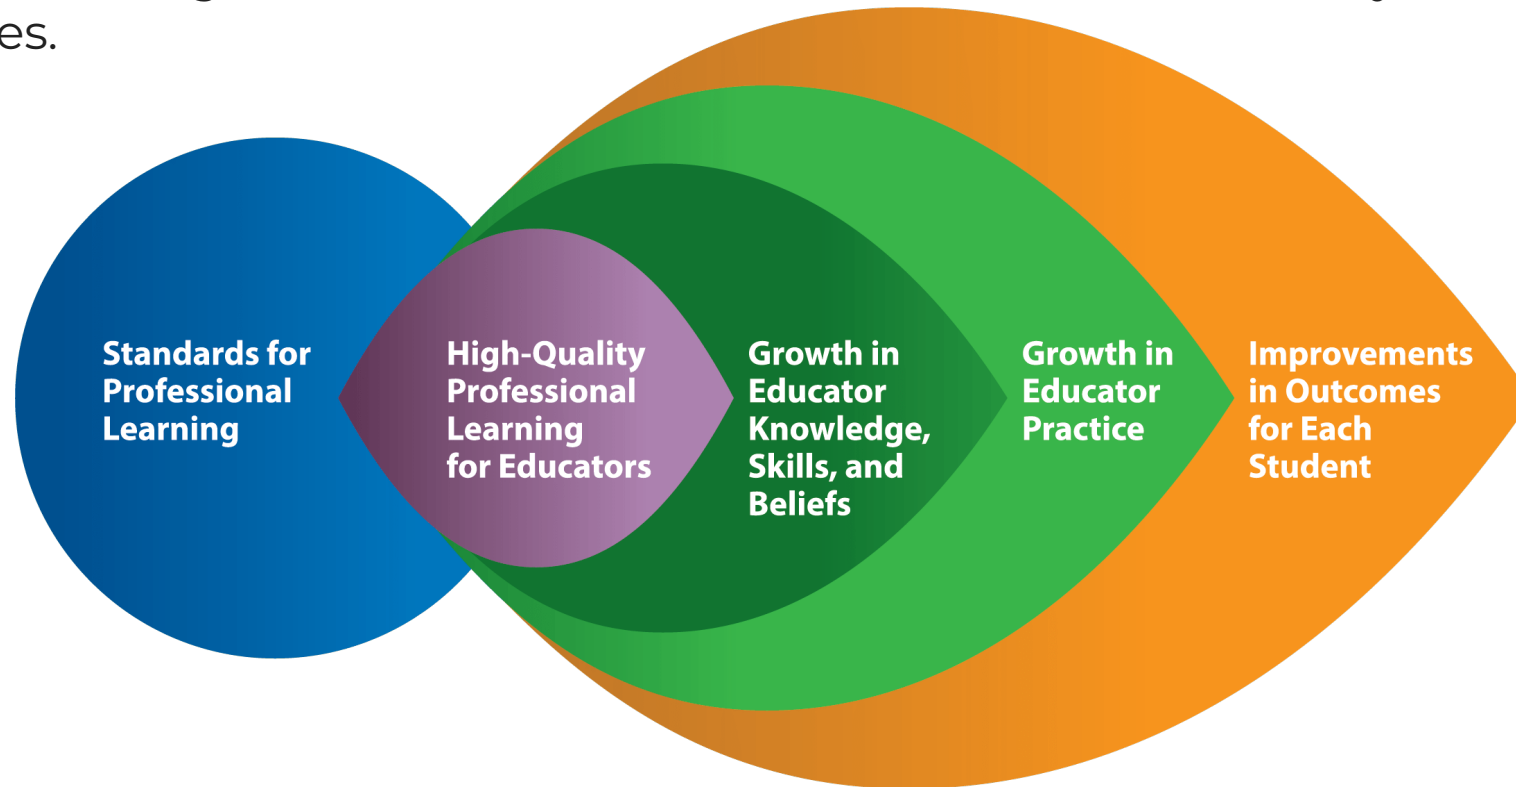 es.
Standards for
Professional
Learning
High-Quality
Professional
Learning
for Educators
Growth in
Educator
Knowledge,
Skills, and
Beliefs
Growth in
Educator
Practice
Improvements
in Outcomes
for Each
Student